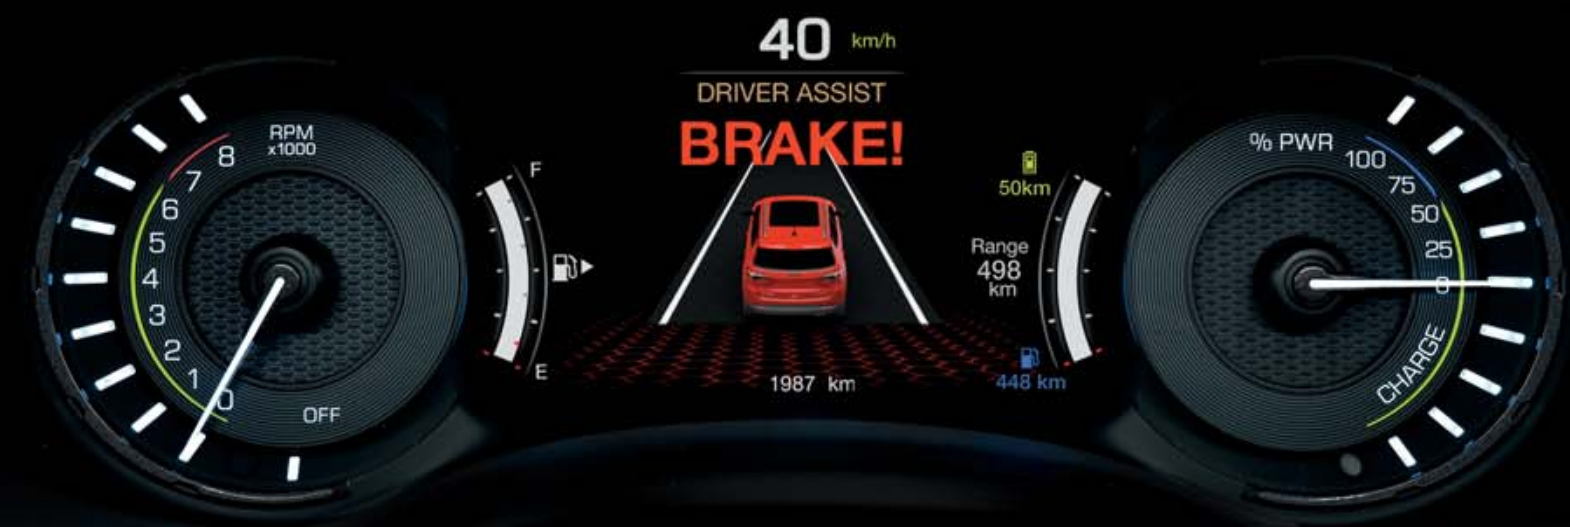 40 km/h
DRIVER ASSIST
BRAKE!
RPM
x1000
8
7
6
5
4
3
2
1
0
OFF
F
E
50km
Range
498
km
448 km
1987 km
% PWR
100
75
50
25
0
CHARGE